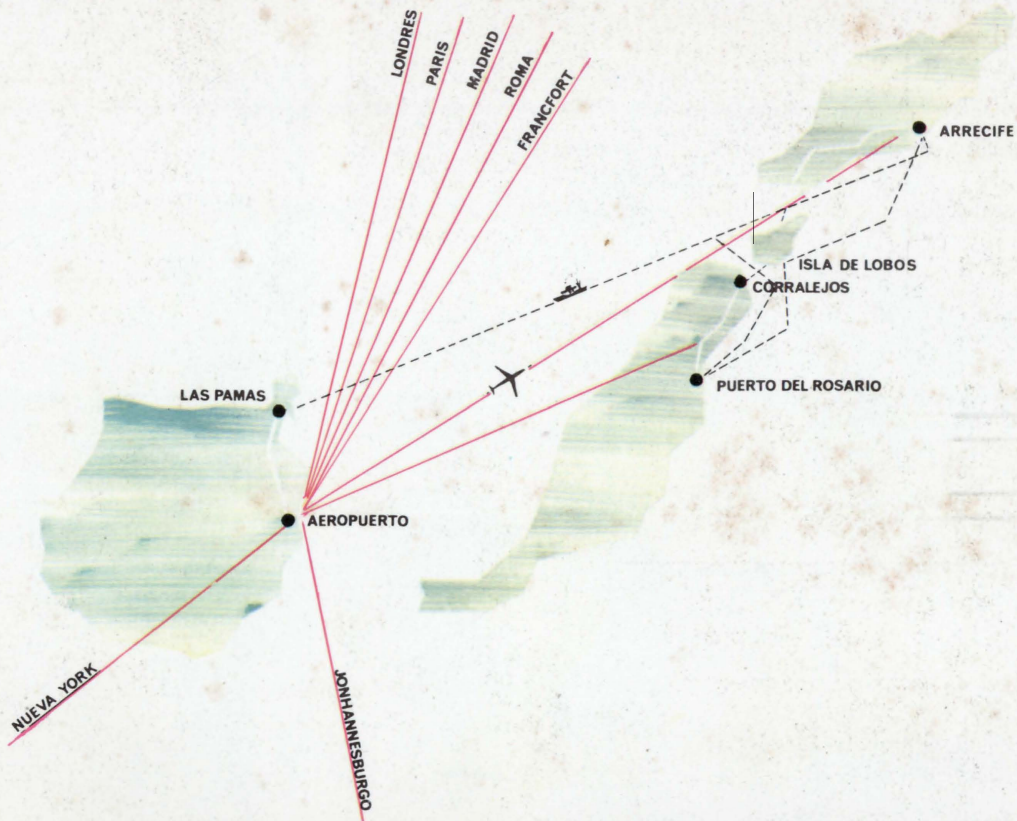 LONDRES
PARIS
MADRID
ROMA
FRANCFORT
ARRECIFE
ISLA DE LOBOS
CORRALEJOS
PUERTO DEL ROSARIO
LAS PAMAS
AEROPUERTO
NUEVA YORK
JONHANNESBURGO